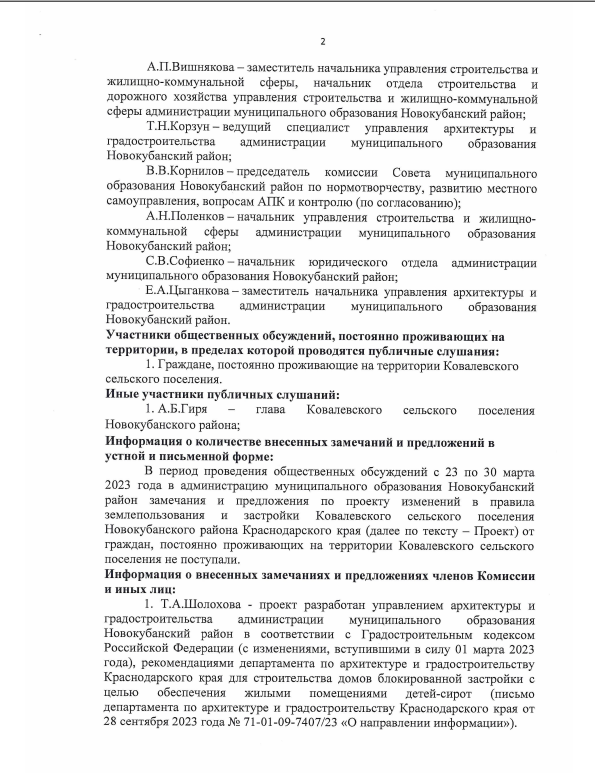 2
А.П.Вишнякова – заместитель начальника управления строительства и
жилищно-коммунальной сферы, начальник отдела строительства и
дорожного хозяйства управления строительства и жилищно-коммунальной
сферы администрации муниципального образования Новокубанский район;
Т.Н.Корзун – ведущий специалист управления архитектуры и
градостроительства администрации муниципального образования
Новокубанский район;
В.В.Корнилов – председатель комиссии Совета муниципального
образования Новокубанский район по нормотворчеству, развитию местного
самоуправления, вопросам АПК и контролю (по согласованию);
А.Н.Поленков – начальник управления строительства и жилищно-
коммунальной сферы администрации муниципального образования
Новокубанский район;
С.В.Софиенко – начальник юридического отдела администрации
муниципального образования Новокубанский район;
Е.А.Цыганкова – заместитель начальника управления архитектуры и
градостроительства администрации муниципального образования
Новокубанский район.
Участники общественных обсуждений, постоянно проживающих на
территории, в пределах которой проводятся публичные слушания:
1. Граждане, постоянно проживающие на территории Ковалевского
сельского поселения.
Иные участники публичных слушаний:
1. А.Б.Гиря – глава Ковалевского сельского поселения
Новокубанского района;
Информация о количестве внесенных замечаний и предложений в
устной и письменной форме:
В период проведения общественных обсуждений с 23 по 30 марта
2023 года в администрацию муниципального образования Новокубанский
район замечания и предложения по проекту изменений в правила
землепользования и застройки Ковалевского сельского поселения
Новокубанского района Краснодарского края (далее по тексту – Проект) от
граждан, постоянно проживающих на территории Ковалевского сельского
поселения не поступали.
Информация о внесенных замечаниях и предложениях членов Комиссии
и иных лиц:
1. Т.А.Шолохова - проект разработан управлением архитектуры и
градостроительства администрации муниципального образования
Новокубанский район в соответствии с Градостроительным кодексом
Российской Федерации (с изменениями, вступившими в силу 01 марта 2023
года), рекомендациями департамента по архитектуре и градостроительству
Краснодарского края для строительства домов блокированной застройки с
целью обеспечения жилыми помещениями детей-сирот (письмо
департамента по архитектуре и градостроительству Краснодарского края от
28 сентября 2023 года № 71-01-09-7407/23 «О направлении информации»).